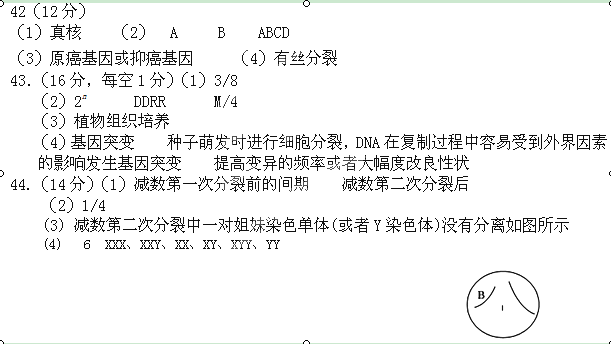 42(12分)
(1)真核 (2) A B ABCD
(3)原癌基因或抑癌基因 (4)有丝分裂
43.(16分,每空1分)(1)3/8
(2)2ⁿ DDRR M/4
(3)植物组织培养
(4)基因突变 种子萌发时进行细胞分裂,DNA在复制过程中容易受到外界因素
的影响发生基因突变 提高变异的频率或者大幅度改良性状
44.(14分)(1)减数第一次分裂前的间期 减数第二次分裂后
(2)1/4
(3) 减数第二次分裂中一对姐妹染色单体(或者Y染色体)没有分离如图所示
(4) 6 XXX、XXY、XX、XY、XYY、YY
B